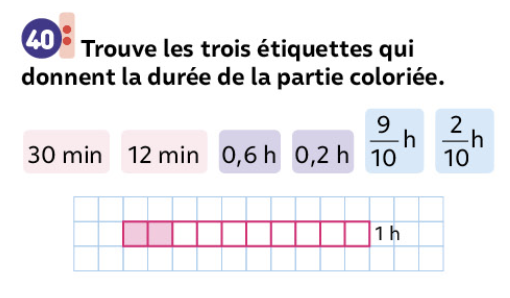 40
Trouve les trois étiquettes qui
donnent la durée de la partie coloriée.
30 min 12 min 0,6 h 0,2 h 9/10 h 2/10 h
1 h